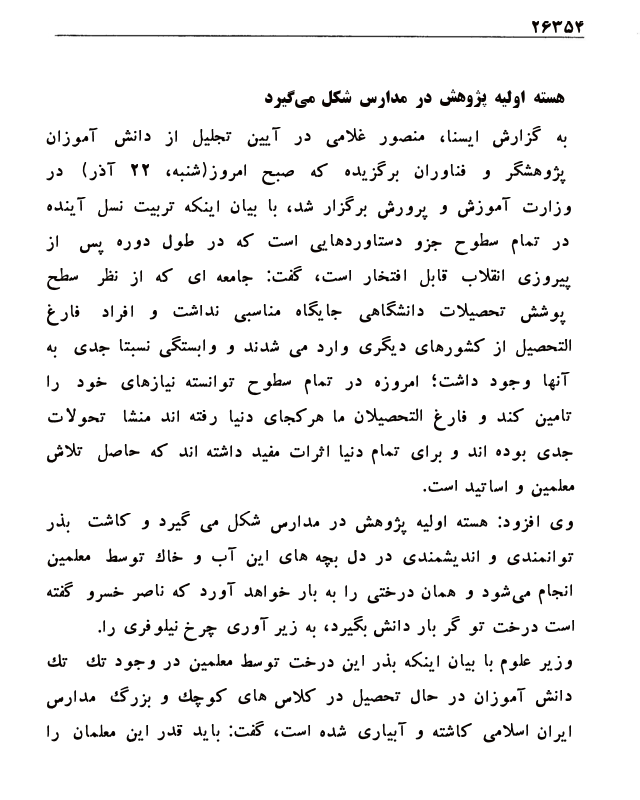 ۲۶۳۵۴
هسته اولیه پژوهش در مدارس شکل می‌گیرد
به گزارش ایسنا، منصور غلامی در آیین تجلیل از دانش آموزان
پژوهشگر و فناوران برگزیده که صبح امروز(شنبه، ۲۲ آذر) در
وزارت آموزش و پرورش برگزار شد، با بیان اینکه تربیت نسل آینده
در تمام سطوح جزو دستاوردهایی است که در طول دوره پس از
پیروزی انقلاب قابل افتخار است، گفت: جامعه ای که از نظر سطح
پوشش تحصیلات دانشگاهی جایگاه مناسبی نداشت و افراد فارغ
التحصیل از کشورهای دیگری وارد می شدند و وابستگی نسبتا جدی به
آنها وجود داشت؛ امروزه در تمام سطوح توانسته نیازهای خود را
تامین کند و فارغ التحصیلان ما هرکجای دنیا رفته اند منشا تحولات
جدی بوده اند و برای تمام دنیا اثرات مفید داشته اند که حاصل تلاش
معلمین و اساتید است.
وی افزود: هسته اولیه پژوهش در مدارس شکل می گیرد و کاشت بذر
توانمندی و اندیشمندی در دل بچه های این آب و خاك توسط معلمین
انجام می‌شود و همان درختی را به بار خواهد آورد که ناصر خسرو گفته
است درخت تو گر بار دانش بگیرد، به زیر آوری چرخ نیلوفری را.
وزیر علوم با بیان اینکه بذر این درخت توسط معلمین در وجود تك تك
دانش آموزان در حال تحصیل در کلاس های کوچك و بزرگ مدارس
ایران اسلامی کاشته و آبیاری شده است، گفت: باید قدر این معلمان را